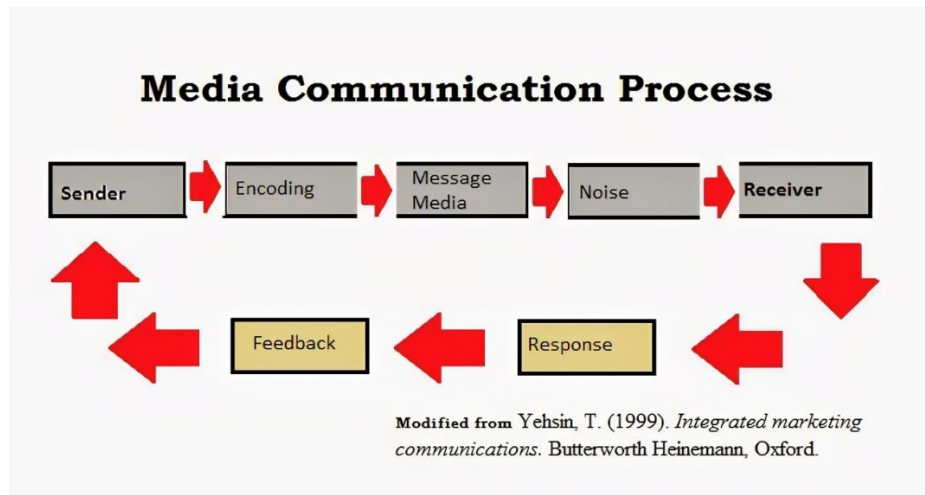 Media Communication Process
Sender
Encoding
Message
Media
Noise
Receiver
Feedback
Response
Modified from Yehsin, T. (1999). Integrated marketing
communications. Butterworth Heinemann, Oxford.